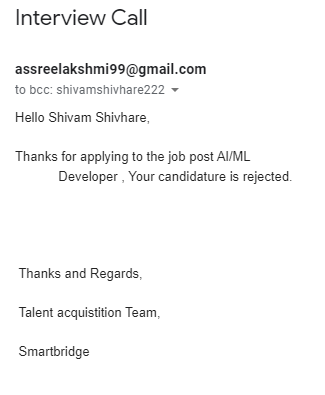 Interview Call
assreelakshmi99@gmail.com
to bcc: shivamshivhare222
Hello Shivam Shivhare,
Thanks for applying to the job post AI/ML
Developer , Your candidature is rejected.
Thanks and Regards,
Talent acquistition Team,
Smartbridge